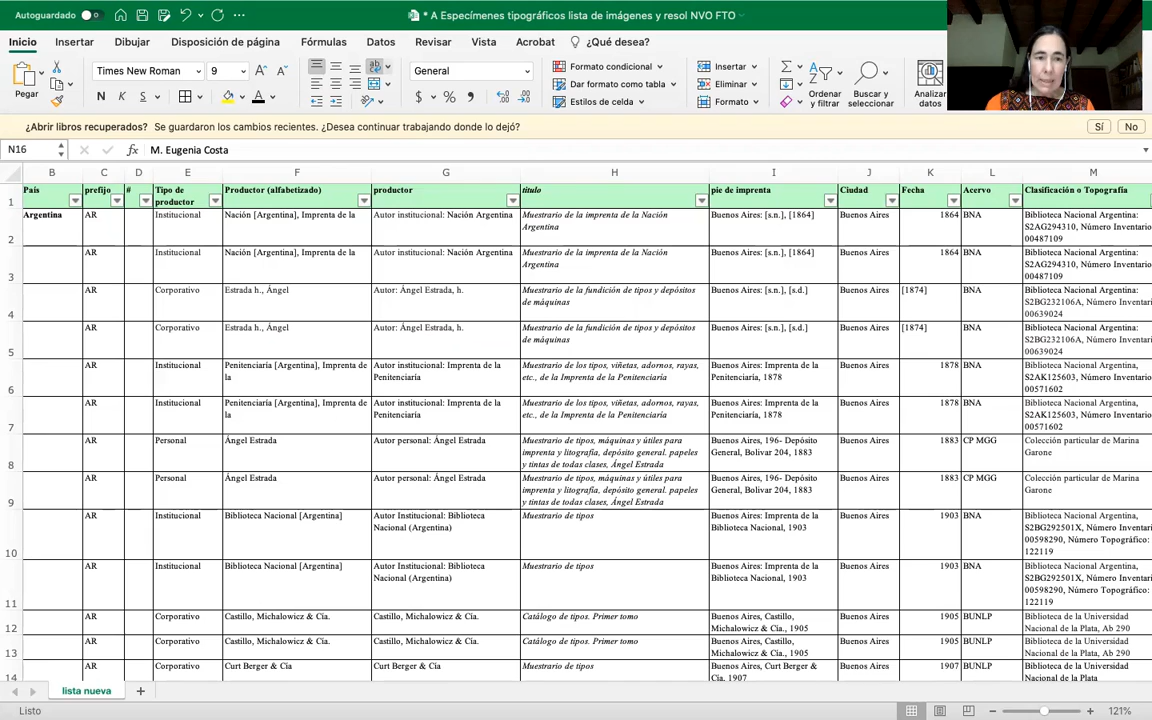 Autoguardado
* A Especímenes tipográficos lista de imágenes y resol NVO FTO
Inicio Insertar Dibujar Disposición de página Fórmulas Datos Revisar Vista Acrobat ¿Qué desea?
Pegar
Times New Roman 9
N K S A
General
$ %
Formato condicional
Dar formato como tabla
Estilos de celda
Insertar
Eliminar
Formato
Ordenar y filtrar
Buscar y seleccionar
Analizar datos
¿Abrir libros recuperados? Se guardaron los cambios recientes. ¿Desea continuar trabajando donde lo dejó? Sí No
N16 fx M. Eugenia Costa
B C D E F G H I J K L M
1 País prefijo # Tipo de productor Productor (alfabetizado) productor titulo pie de imprenta Ciudad Fecha Acervo Clasificación o Topografía
2 Argentina AR Institucional Nación [Argentina], Imprenta de la Autor institucional: Nación Argentina Muestrario de la imprenta de la Nación Argentina Buenos Aires: [s.n.], [1864] Buenos Aires 1864 BNA Biblioteca Nacional Argentina: S2AG294310, Número Inventario 00487109
3 AR Institucional Nación [Argentina], Imprenta de la Autor institucional: Nación Argentina Muestrario de la imprenta de la Nación Argentina Buenos Aires: [s.n.], [1864] Buenos Aires 1864 BNA Biblioteca Nacional Argentina: S2AG294310, Número Inventario 00487109
4 AR Corporativo Estrada h., Ángel Autor: Ángel Estrada, h. Muestrario de la fundición de tipos y depósitos de máquinas Buenos Aires: [s.n.], [s.d.] Buenos Aires [1874] BNA Biblioteca Nacional Argentina: S2BG232106A, Número Inventar 00639024
5 AR Corporativo Estrada h., Ángel Autor: Ángel Estrada, h. Muestrario de la fundición de tipos y depósitos de máquinas Buenos Aires: [s.n.], [s.d.] Buenos Aires [1874] BNA Biblioteca Nacional Argentina: S2BG232106A, Número Inventar 00639024
6 AR Institucional Penitenciaría [Argentina], Imprenta de la Autor institucional: Imprenta de la Penitenciaría Muestrario de los tipos, viñetas, adornos, rayas, etc., de la Imprenta de la Penitenciaría Buenos Aires: Imprenta de la Penitenciaría, 1878 Buenos Aires 1878 BNA Biblioteca Nacional Argentina, S2AK125603, Número Inventario 00571602
7 AR Institucional Penitenciaría [Argentina], Imprenta de la Autor institucional: Imprenta de la Penitenciaría Muestrario de los tipos, viñetas, adornos, rayas, etc., de la Imprenta de la Penitenciaría Buenos Aires: Imprenta de la Penitenciaría, 1878 Buenos Aires 1878 BNA Biblioteca Nacional Argentina, S2AK125603, Número Inventario 00571602
8 AR Personal Ángel Estrada Autor personal: Ángel Estrada Muestrario de tipos, máquinas y útiles para imprenta y litografía, depósito general. papeles y tintas de todas clases, Ángel Estrada Buenos Aires, 196- Depósito General, Bolivar 204, 1883 Buenos Aires 1883 CP MGG Colección particular de Marina Garone
9 AR Personal Ángel Estrada Autor personal: Ángel Estrada Muestrario de tipos, máquinas y útiles para imprenta y litografía, depósito general. papeles y tintas de todas clases, Ángel Estrada Buenos Aires, 196- Depósito General, Bolivar 204, 1883 Buenos Aires 1883 CP MGG Colección particular de Marina Garone
10 AR Institucional Biblioteca Nacional [Argentina] Autor Institucional: Biblioteca Nacional (Argentina) Muestrario de tipos Buenos Aires: Imprenta de la Biblioteca Nacional, 1903 Buenos Aires 1903 BNA Biblioteca Nacional Argentina, S2BG292501X, Número Inventari 00598290, Número Topográfico: 122119
11 AR Institucional Biblioteca Nacional [Argentina] Autor Institucional: Biblioteca Nacional (Argentina) Muestrario de tipos Buenos Aires: Imprenta de la Biblioteca Nacional, 1903 Buenos Aires 1903 BNA Biblioteca Nacional Argentina, S2BG292501X, Número Inventari 00598290, Número Topográfico: 122119
12 AR Corporativo Castillo, Michalowicz & Cía. Castillo, Michalowicz & Cía. Catálogo de tipos. Primer tomo Buenos Aires, Castillo, Michalowicz & Cía., 1905 Buenos Aires 1905 BUNLP Biblioteca de la Universidad Nacional de la Plata, Ab 290
13 AR Corporativo Castillo, Michalowicz & Cía. Castillo, Michalowicz & Cía. Catálogo de tipos. Primer tomo Buenos Aires, Castillo, Michalowicz & Cía., 1905 Buenos Aires 1905 BUNLP Biblioteca de la Universidad Nacional de la Plata, Ab 290
14 AR Corporativo Curt Berger & Cía Curt Berger & Cía Muestrario de tipos Buenos Aires, Curt Berger & Cía, 1907 Buenos Aires 1907 BUNLP Biblioteca de la Universidad Nacional de la Plata
lista nueva
Listo 121%